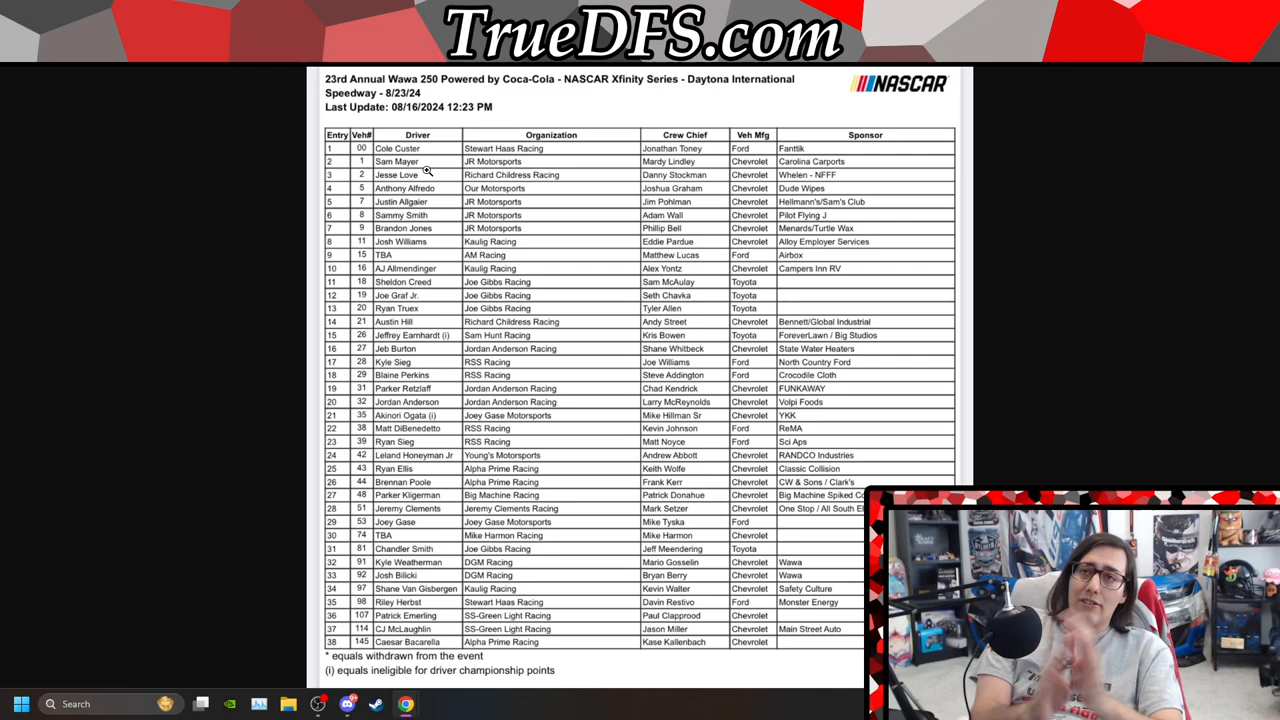 TrueDFS.com
23rd Annual Wawa 250 Powered by Coca-Cola - NASCAR Xfinity Series - Daytona International
Speedway - 8/23/24
Last Update: 08/16/2024 12:23 PM
NASCAR
Entry Veh# Driver Organization Crew Chief Veh Mfg Sponsor
1 00 Cole Custer Stewart Haas Racing Jonathan Toney Ford Fanttik
2 1 Sam Mayer JR Motorsports Mardy Lindley Chevrolet Carolina Carports
3 2 Jesse Love Richard Childress Racing Danny Stockman Chevrolet Whelen - NFFF
4 5 Anthony Alfredo Our Motorsports Joshua Graham Chevrolet Dude Wipes
5 7 Justin Allgaier JR Motorsports Jim Pohlman Chevrolet Hellmann's/Sam's Club
6 8 Sammy Smith JR Motorsports Adam Wall Chevrolet Pilot Flying J
7 9 Brandon Jones JR Motorsports Phillip Bell Chevrolet Menards/Turtle Wax
8 11 Josh Williams Kaulig Racing Eddie Pardue Chevrolet Alloy Employer Services
9 15 TBA AM Racing Matthew Lucas Ford Airbox
10 16 AJ Allmendinger Kaulig Racing Alex Yontz Chevrolet Campers Inn RV
11 18 Sheldon Creed Joe Gibbs Racing Sam McAulay Toyota
12 19 Joe Graf Jr. Joe Gibbs Racing Seth Chavka Toyota
13 20 Ryan Truex Joe Gibbs Racing Tyler Allen Toyota
14 21 Austin Hill Richard Childress Racing Andy Street Chevrolet Bennett/Global Industrial
15 26 Jeffrey Earnhardt (i) Sam Hunt Racing Kris Bowen Toyota ForeverLawn / Big Studios
16 27 Jeb Burton Jordan Anderson Racing Shane Whitbeck Chevrolet State Water Heaters
17 28 Kyle Sieg RSS Racing Joe Williams Ford North Country Ford
18 29 Blaine Perkins RSS Racing Steve Addington Ford Crocodile Cloth
19 31 Parker Retzlaff Jordan Anderson Racing Chad Kendrick Chevrolet FUNKAWAY
20 32 Jordan Anderson Jordan Anderson Racing Larry McReynolds Chevrolet Volpi Foods
21 35 Akinori Ogata (i) Joey Gase Motorsports Mike Hillman Sr Chevrolet YKK
22 38 Matt DiBenedetto RSS Racing Kevin Johnson Ford ReMA
23 39 Ryan Sieg RSS Racing Matt Noyce Ford Sci Aps
24 42 Leland Honeyman Jr Young's Motorsports Andrew Abbott Chevrolet RANDCO Industries
25 43 Ryan Ellis Alpha Prime Racing Keith Wolfe Chevrolet Classic Collision
26 44 Brennan Poole Alpha Prime Racing Frank Kerr Chevrolet CW & Sons / Clark's
27 48 Parker Kligerman Big Machine Racing Patrick Donahue Chevrolet Big Machine Spiked Co
28 51 Jeremy Clements Jeremy Clements Racing Mark Setzer Chevrolet One Stop / All South El
29 53 Joey Gase Joey Gase Motorsports Mike Tyska Ford
30 74 TBA Mike Harmon Racing Mike Harmon Chevrolet
31 81 Chandler Smith Joe Gibbs Racing Jeff Meendering Toyota
32 91 Kyle Weatherman DGM Racing Mario Gosselin Chevrolet Wawa
33 92 Josh Bilicki DGM Racing Bryan Berry Chevrolet Wawa
34 97 Shane Van Gisbergen Kaulig Racing Kevin Walter Chevrolet Safety Culture
35 98 Riley Herbst Stewart Haas Racing Davin Restivo Ford Monster Energy
36 107 Patrick Emerling SS-Green Light Racing Paul Clapprood Chevrolet
37 114 CJ McLaughlin SS-Green Light Racing Jason Miller Chevrolet Main Street Auto
38 145 Caesar Bacarella Alpha Prime Racing Kase Kallenbach Chevrolet
* equals withdrawn from the event
(i) equals ineligible for driver championship points
Search